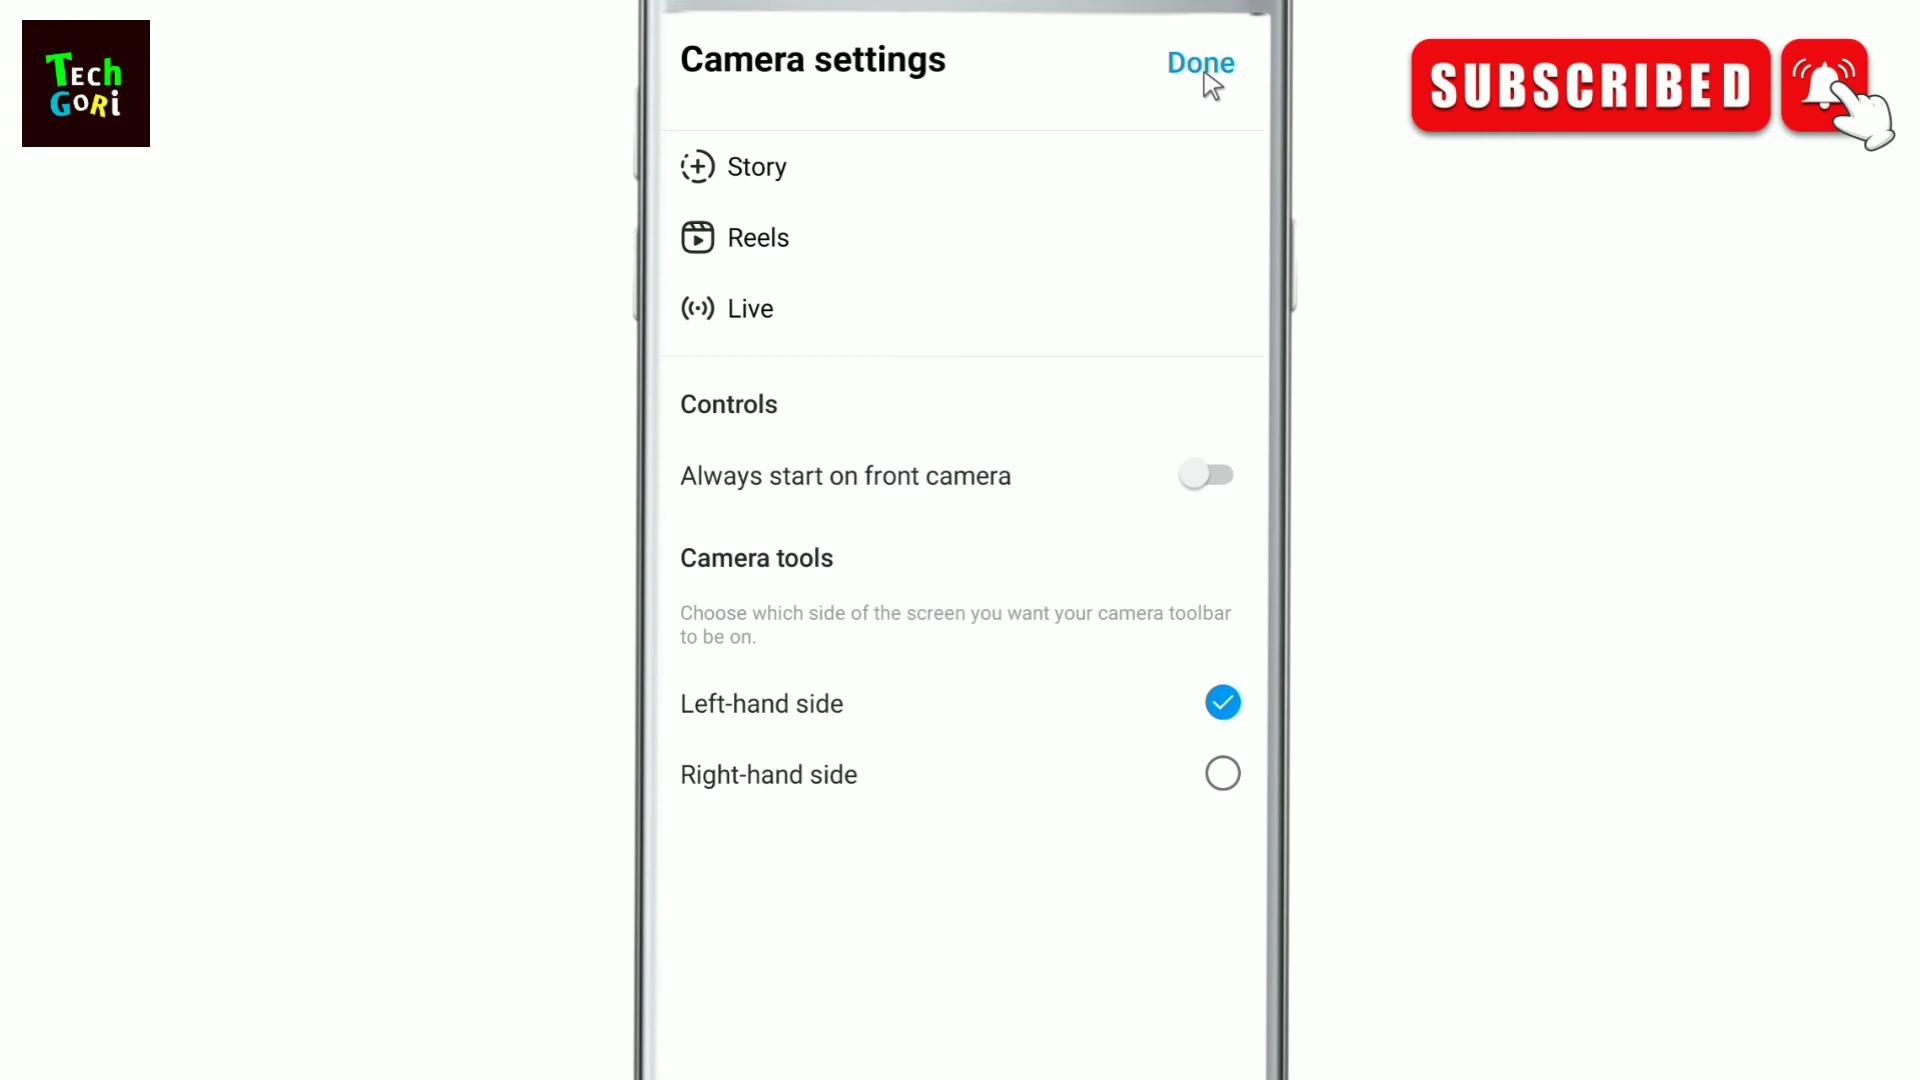 Tech
Gori
SUBSCRIBED
Camera settings
Done
Story
Reels
Live
Controls
Always start on front camera
Camera tools
Choose which side of the screen you want your camera toolbar
to be on.
Left-hand side
Right-hand side